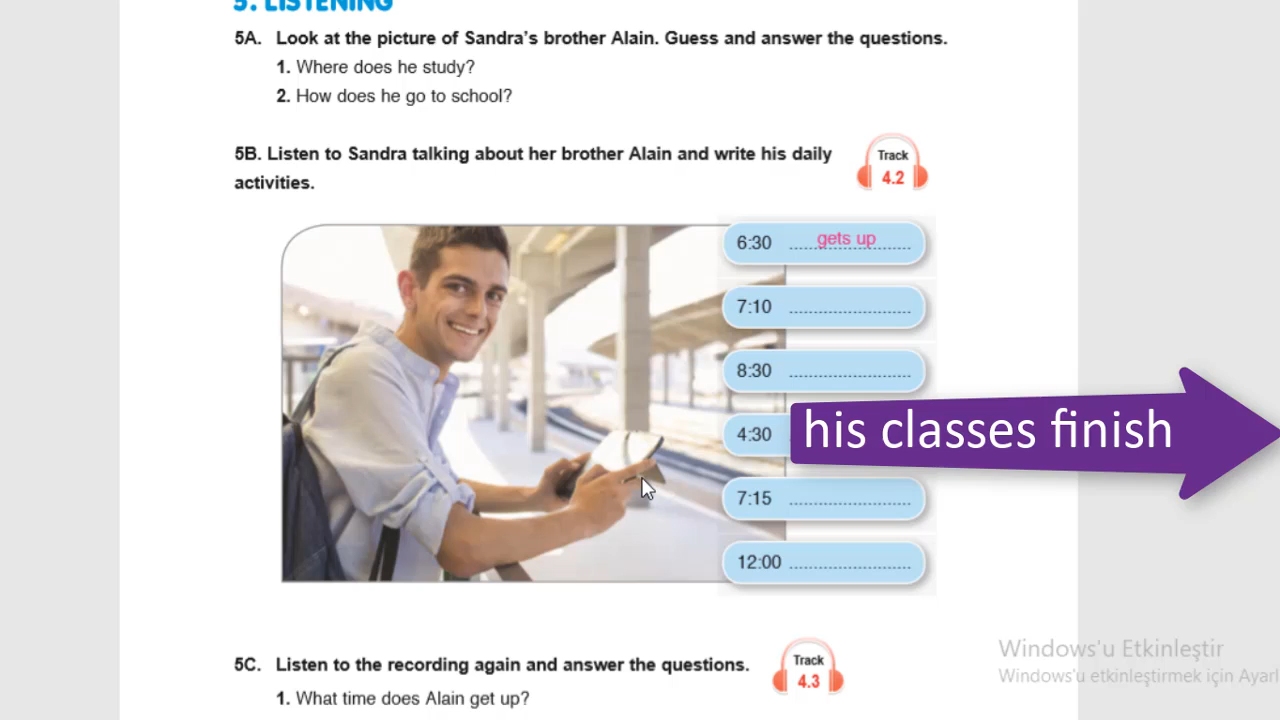 5. LISTENING
5A. Look at the picture of Sandra's brother Alain. Guess and answer the questions.
1. Where does he study?
2. How does he go to school?
5B. Listen to Sandra talking about her brother Alain and write his daily
activities.
Track
4.2
6:30 gets up
7:10
8:30
4:30 his classes finish
7:15
12:00
5C. Listen to the recording again and answer the questions.
Track
4.3
1. What time does Alain get up?
Windows'u Etkinleştir
Windows'u etkinleştirmek için Ayarl